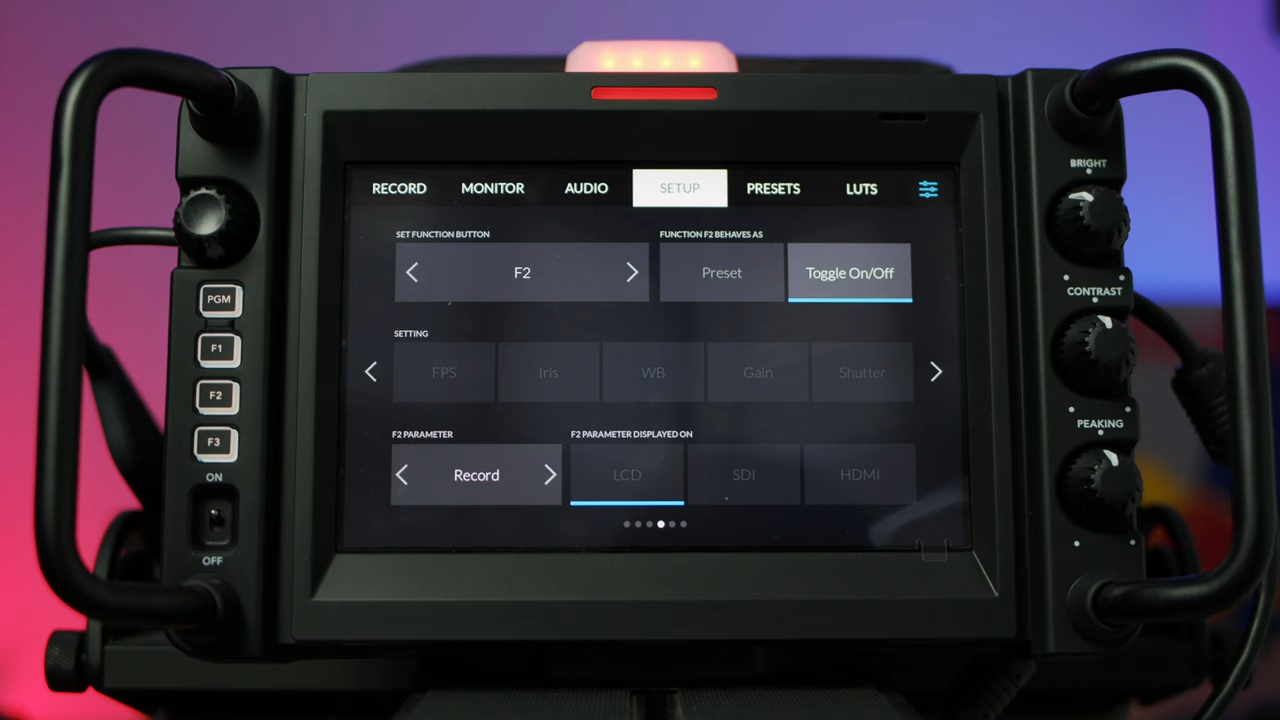 BRIGHT
RECORD MONITOR AUDIO SETUP PRESETS LUTS
SET FUNCTION BUTTON FUNCTION F2 BEHAVES AS
F2 Preset Toggle On/Off
PGM
CONTRAST
SETTING
F1
FPS Iris WB Gain Shutter
F2
PEAKING
F2 PARAMETER F2 PARAMETER DISPLAYED ON
F3
Record LCD SDI HDMI
ON
OFF